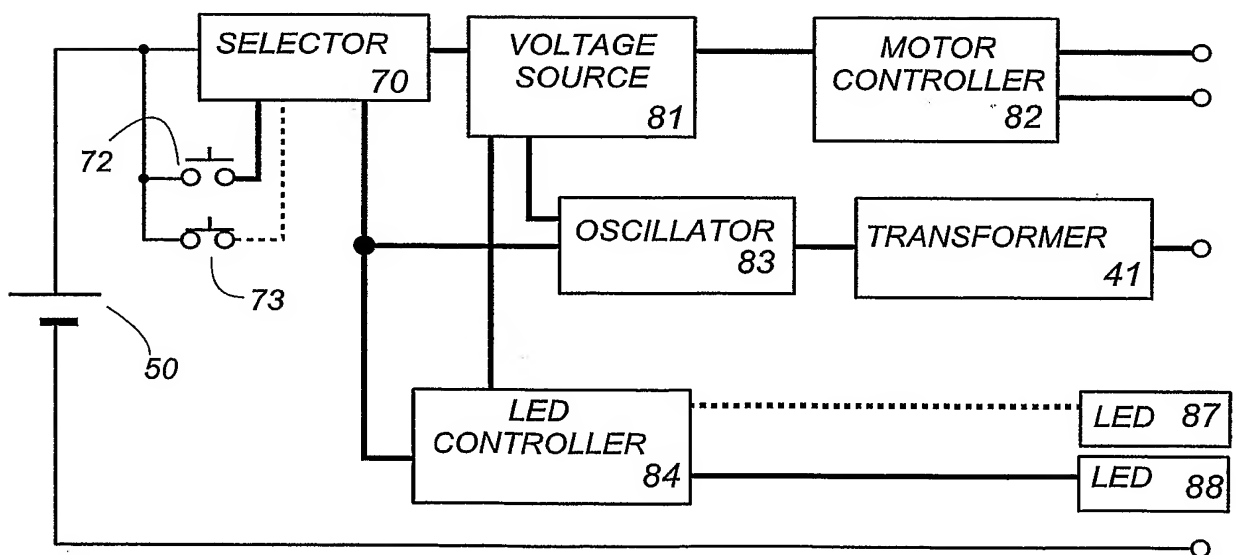 SELECTOR
70
VOLTAGE
SOURCE
81
MOTOR
CONTROLLER
82
72
73
50
OSCILLATOR
83
TRANSFORMER
41
LED
CONTROLLER
84
LED 87
LED 88